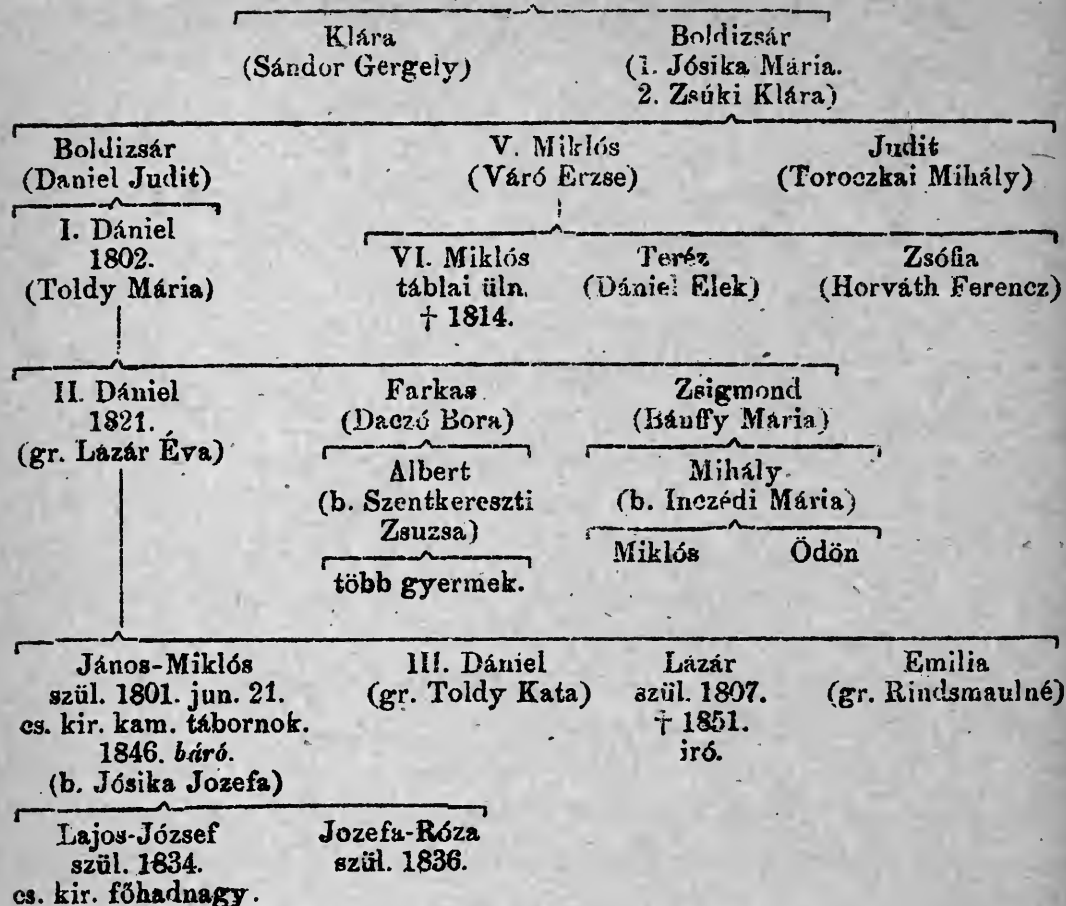 Klára Boldizsár
(Sándor Gergely) (1. Jósika Mária.
2. Zsúki Klára)
Boldizsár V. Miklós Judit
(Daniel Judit) (Váró Erzse) (Toroczkai Mihály)
I. Dániel
1802.
(Toldy Mária)
VI. Miklós Teréz Zsófia
táblai üln. (Dániel Elek) (Horváth Ferencz)
† 1814.
II. Dániel Farkas Zsigmond
1821. (Daczó Bora) (Bánffy Mária)
(gr. Lázár Éva)
Albert Mihály
(b. Szentkereszti (b. Inczédi Mária)
Zsuzsa)
Miklós Ödön
több gyermek.
János-Miklós III. Dániel Lázár Emilia
szül. 1801. jun. 21. (gr. Toldy Kata) szül. 1807. (gr. Rindsmaulné)
cs. kir. kam. tábornok. † 1851.
1846. báró. iró.
(b. Jósika Jozefa)
Lajos-József Jozefa-Róza
szül. 1834. szül. 1836.
cs. kir. főhadnagy.